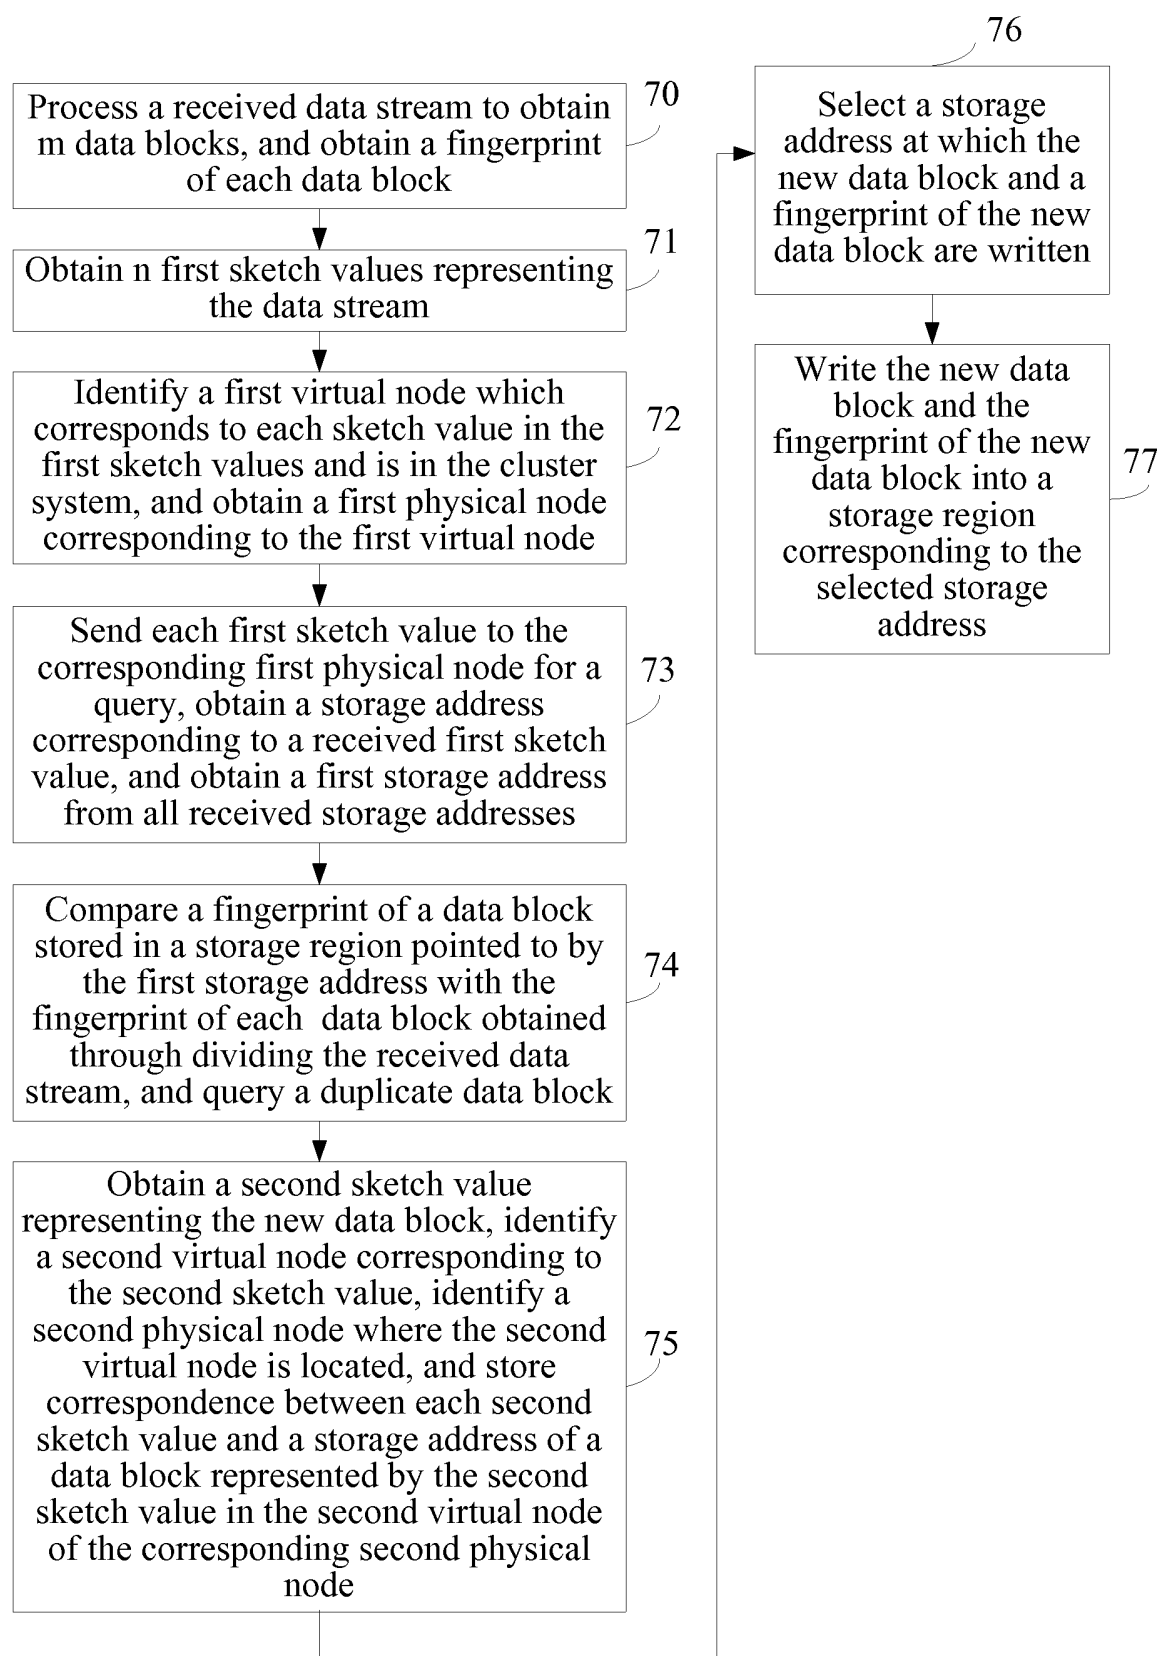 Process a received data stream to obtain
m data blocks, and obtain a fingerprint
of each data block
70
Obtain n first sketch values representing
the data stream
71
Identify a first virtual node which
corresponds to each sketch value in the
first sketch values and is in the cluster
system, and obtain a first physical node
corresponding to the first virtual node
72
Send each first sketch value to the
corresponding first physical node for a
query, obtain a storage address
corresponding to a received first sketch
value, and obtain a first storage address
from all received storage addresses
73
Compare a fingerprint of a data block
stored in a storage region pointed to by
the first storage address with the
fingerprint of each  data block obtained
through dividing the received data
stream, and query a duplicate data block
74
Obtain a second sketch value
representing the new data block, identify
a second virtual node corresponding to
the second sketch value, identify a
second physical node where the second
virtual node is located, and store
correspondence between each second
sketch value and a storage address of a
data block represented by the second
sketch value in the second virtual node
of the corresponding second physical
node
75
76
Select a storage
address at which the
new data block and a
fingerprint of the new
data block are written
Write the new data
block and the
fingerprint of the new
data block into a
storage region
corresponding to the
selected storage
address
77